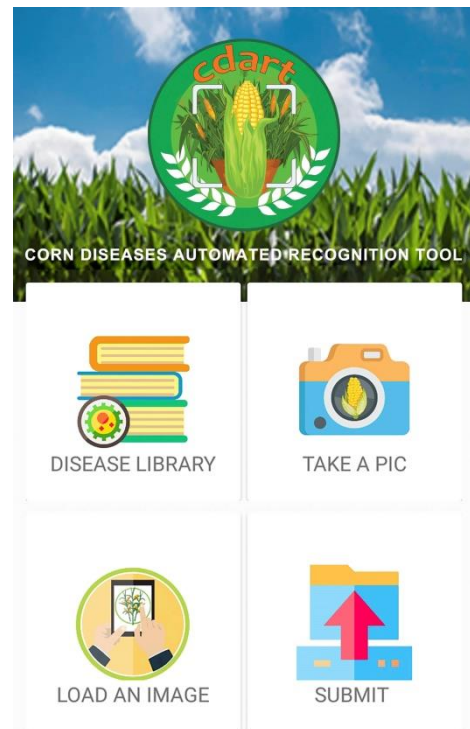 cdart
CORN DISEASES AUTOMATED RECOGNITION TOOL
DISEASE LIBRARY
TAKE A PIC
LOAD AN IMAGE
SUBMIT